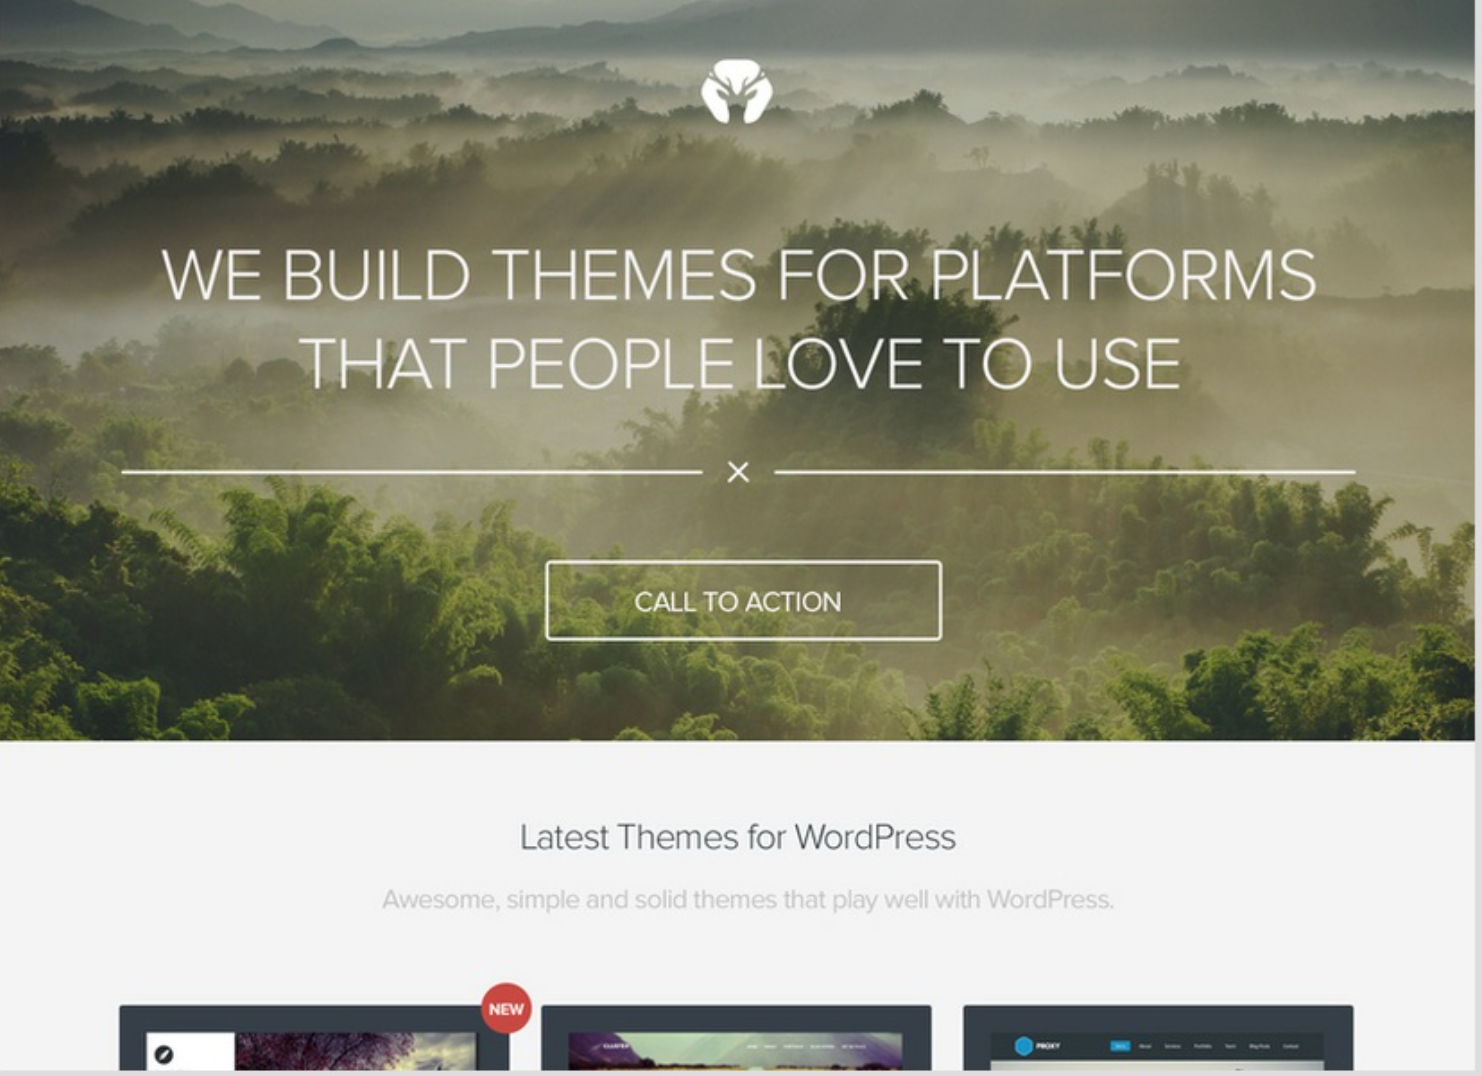 WE BUILD THEMES FOR PLATFORMS
THAT PEOPLE LOVE TO USE
CALL TO ACTION
Latest Themes for WordPress
Awesome, simple and solid themes that play well with WordPress.
NEW
PROXY